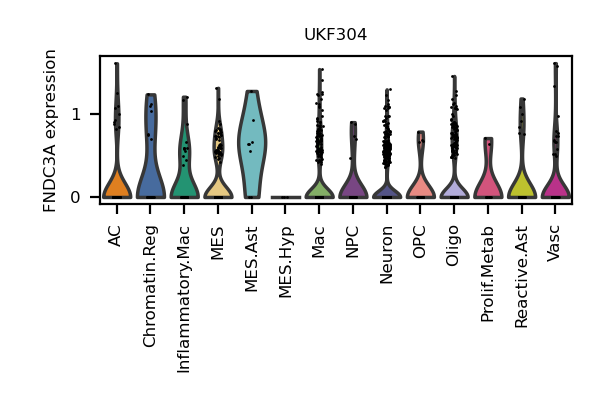 UKF304
FNDC3A expression
1
0
AC
Chromatin.Reg
Inflammatory.Mac
MES
MES.Ast
MES.Hyp
Mac
NPC
Neuron
OPC
Oligo
Prolif.Metab
Reactive.Ast
Vasc